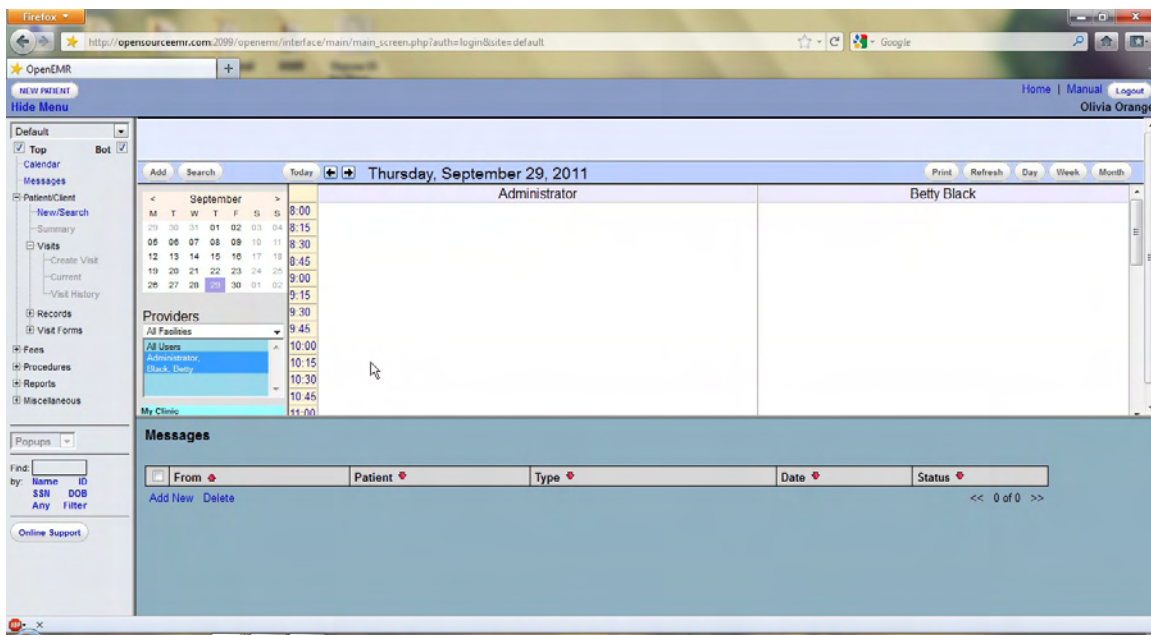 Firefox
http://opensourceemr.com:2099/openemr/interface/main/main_screen.php?auth=login&site=default
Google
OpenEMR
NEW PATIENT
Hide Menu
Home | Manual Logout
Olivia Orange
Default
Top Bot
Calendar
Messages
Patient/Client
New/Search
Summary
Visits
Create Visit
Current
Visit History
Records
Visit Forms
Fees
Procedures
Reports
Miscellaneous
Popups
Find:
by: Name ID
SSN DOB
Any Filter
Online Support
Add Search Today Thursday, September 29, 2011 Print Refresh Day Week Month
< September >
M T W T F S S
29 30 31 01 02 03 04
05 06 07 08 09 10 11
12 13 14 15 16 17 18
19 20 21 22 23 24 25
26 27 28 29 30 01 02
Providers
All Facilities
All Users
Administrator,
Black, Betty
My Clinic
Administrator Betty Black
8:00
8:15
8:30
8:45
9:00
9:15
9:30
9:45
10:00
10:15
10:30
10:45
11:00
Messages
From Patient Type Date Status
Add New Delete << 0 of 0 >>